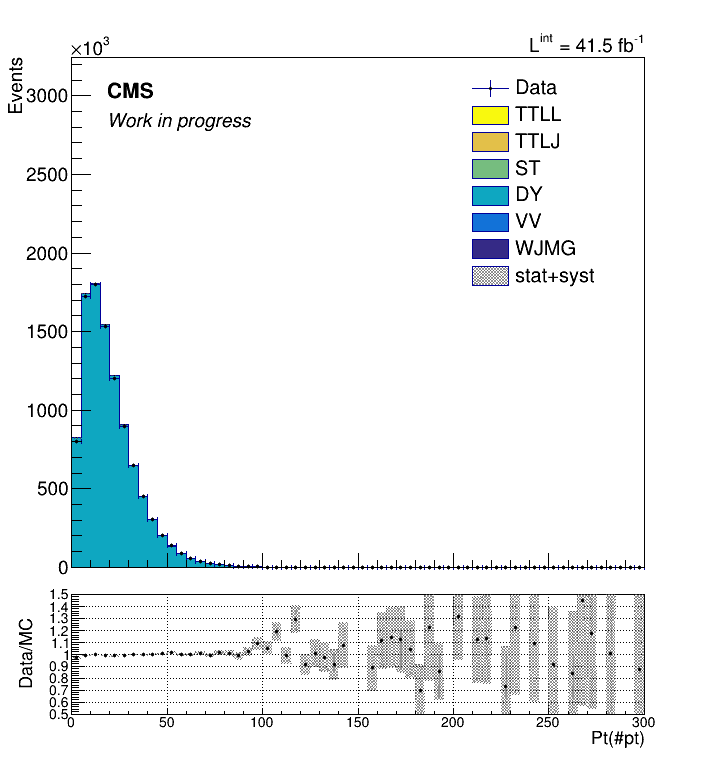 ×10³
L^int = 41.5 fb⁻¹
Events
CMS
Work in progress
Data
TTLL
TTLJ
ST
DY
VV
WJMG
stat+syst
3000
2500
2000
1500
1000
500
0
Data/MC
1.5
1.4
1.3
1.2
1.1
1
0.9
0.8
0.7
0.6
0.5
0 50 100 150 200 250 300
Pt(#pt)